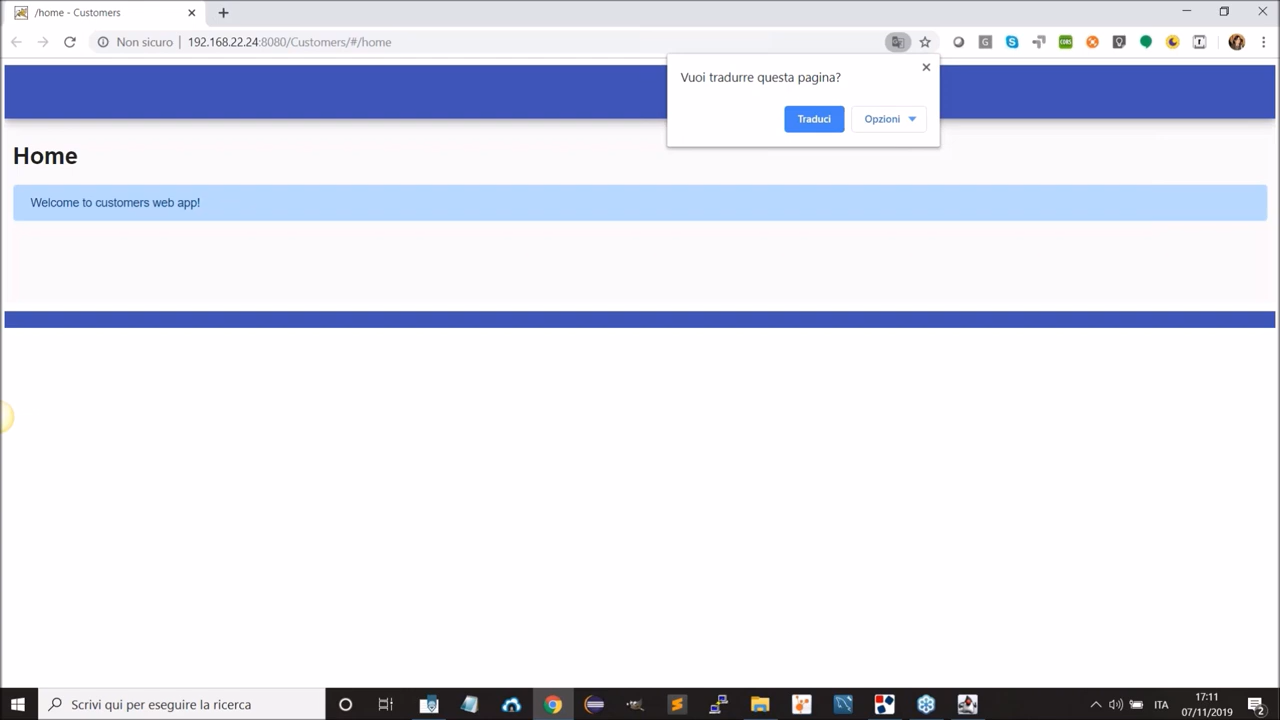 /home - Customers
Non sicuro
192.168.22.24:8080/Customers/#/home
Vuoi tradurre questa pagina?
Traduci
Opzioni
Home
Welcome to customers web app!
Scrivi qui per eseguire la ricerca
ITA
17:11
07/11/2019
2